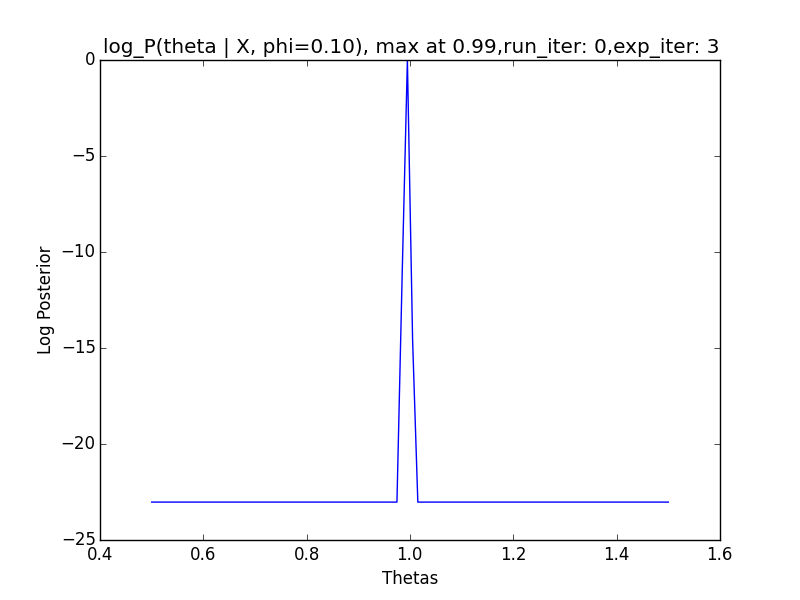 log_P(theta | X, phi=0.10), max at 0.99,run_iter: 0,exp_iter: 3
0
−5
−10
−15
−20
−25
Log Posterior
0.4 0.6 0.8 1.0 1.2 1.4 1.6
Thetas